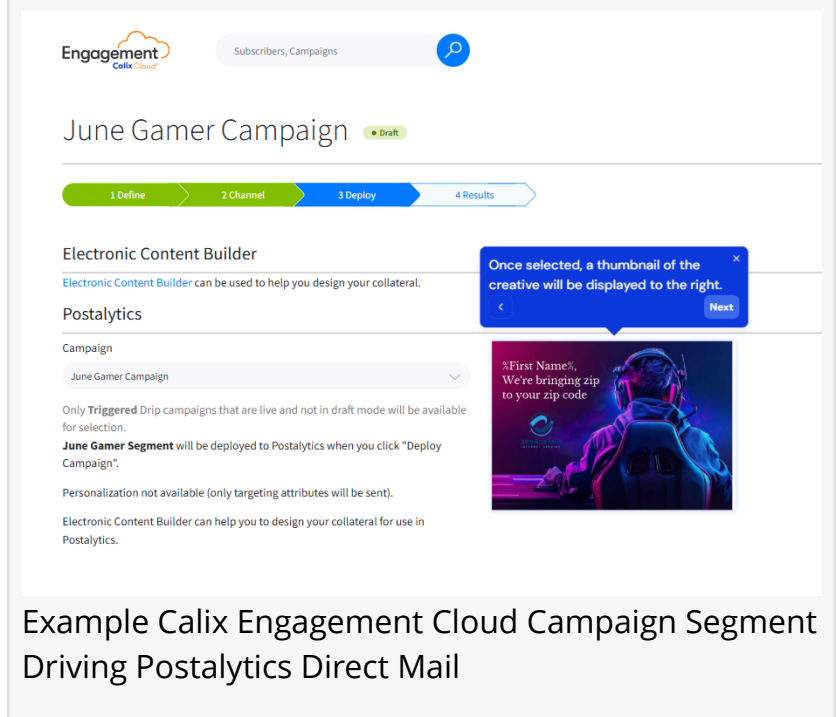 Engagement
Calix Cloud®
Subscribers, Campaigns
June Gamer Campaign
Draft
1 Define
2 Channel
3 Deploy
4 Results
Electronic Content Builder
Electronic Content Builder can be used to help you design your collateral.
Once selected, a thumbnail of the
creative will be displayed to the right.
Next
Postalytics
Campaign
June Gamer Campaign
Only Triggered Drip campaigns that are live and not in draft mode will be available
for selection.
June Gamer Segment will be deployed to Postalytics when you click "Deploy
Campaign".
Personalization not available (only targeting attributes will be sent).
Electronic Content Builder can help you to design your collateral for use in
Postalytics.
%First Name%,
We're bringing zip
to your zip code
Example Calix Engagement Cloud Campaign Segment
Driving Postalytics Direct Mail